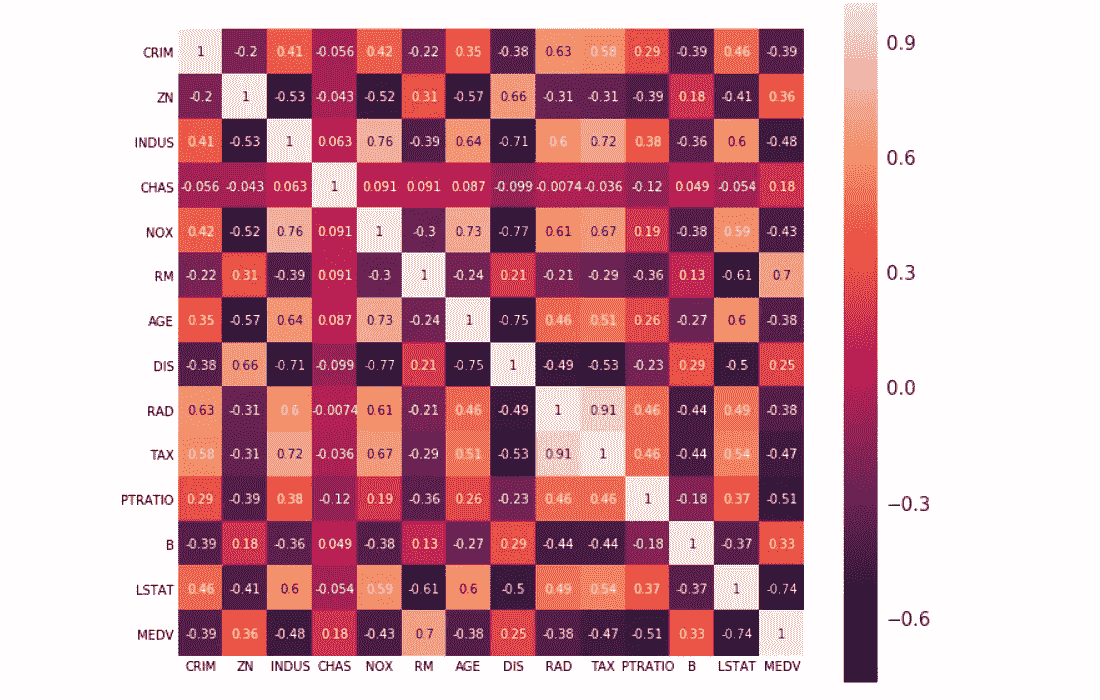 CRIM 1 -0.2 0.41 -0.056 0.42 -0.22 0.35 -0.38 0.63 0.58 0.29 -0.39 0.46 -0.39
ZN -0.2 1 -0.53 -0.043 -0.52 0.31 -0.57 0.66 -0.31 -0.31 -0.39 0.18 -0.41 0.36
INDUS 0.41 -0.53 1 0.063 0.76 -0.39 0.64 -0.71 0.6 0.72 0.38 -0.36 0.6 -0.48
CHAS -0.056 -0.043 0.063 1 0.091 0.091 0.087 -0.099 -0.0074 -0.036 -0.12 0.049 -0.054 0.18
NOX 0.42 -0.52 0.76 0.091 1 -0.3 0.73 -0.77 0.61 0.67 0.19 -0.38 0.59 -0.43
RM -0.22 0.31 -0.39 0.091 -0.3 1 -0.24 0.21 -0.21 -0.29 -0.36 0.13 -0.61 0.7
AGE 0.35 -0.57 0.64 0.087 0.73 -0.24 1 -0.75 0.46 0.51 0.26 -0.27 0.6 -0.38
DIS -0.38 0.66 -0.71 -0.099 -0.77 0.21 -0.75 1 -0.49 -0.53 -0.23 0.29 -0.5 0.25
RAD 0.63 -0.31 0.6 -0.0074 0.61 -0.21 0.46 -0.49 1 0.91 0.46 -0.44 0.49 -0.38
TAX 0.58 -0.31 0.72 -0.036 0.67 -0.29 0.51 -0.53 0.91 1 0.46 -0.44 0.54 -0.47
PTRATIO 0.29 -0.39 0.38 -0.12 0.19 -0.36 0.26 -0.23 0.46 0.46 1 -0.18 0.37 -0.51
B -0.39 0.18 -0.36 0.049 -0.38 0.13 -0.27 0.29 -0.44 -0.44 -0.18 1 -0.37 0.33
LSTAT 0.46 -0.41 0.6 -0.054 0.59 -0.61 0.6 -0.5 0.49 0.54 0.37 -0.37 1 -0.74
MEDV -0.39 0.36 -0.48 0.18 -0.43 0.7 -0.38 0.25 -0.38 -0.47 -0.51 0.33 -0.74 1
CRIM ZN INDUS CHAS NOX RM AGE DIS RAD TAX PTRATIO B LSTAT MEDV
0.9
0.6
0.3
0.0
−0.3
−0.6